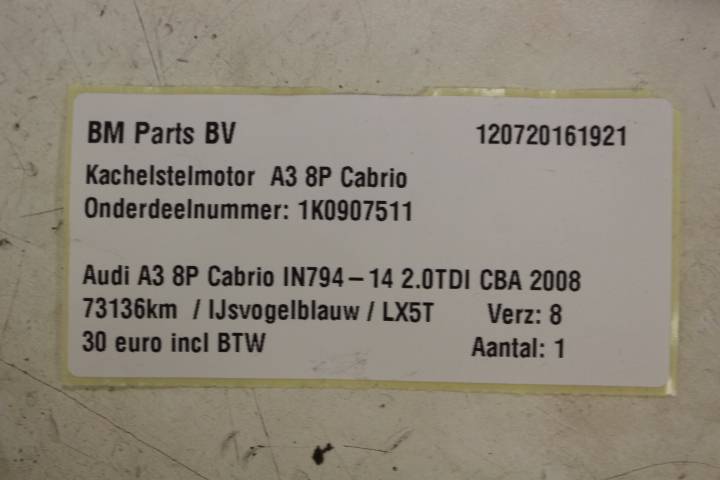 BM Parts BV 120720161921
Kachelstelmotor A3 8P Cabrio
Onderdeelnummer: 1K0907511
Audi A3 8P Cabrio IN794-14 2.0TDI CBA 2008
73136km / IJsvogelblauw / LX5T Verz: 8
30 euro incl BTW Aantal: 1